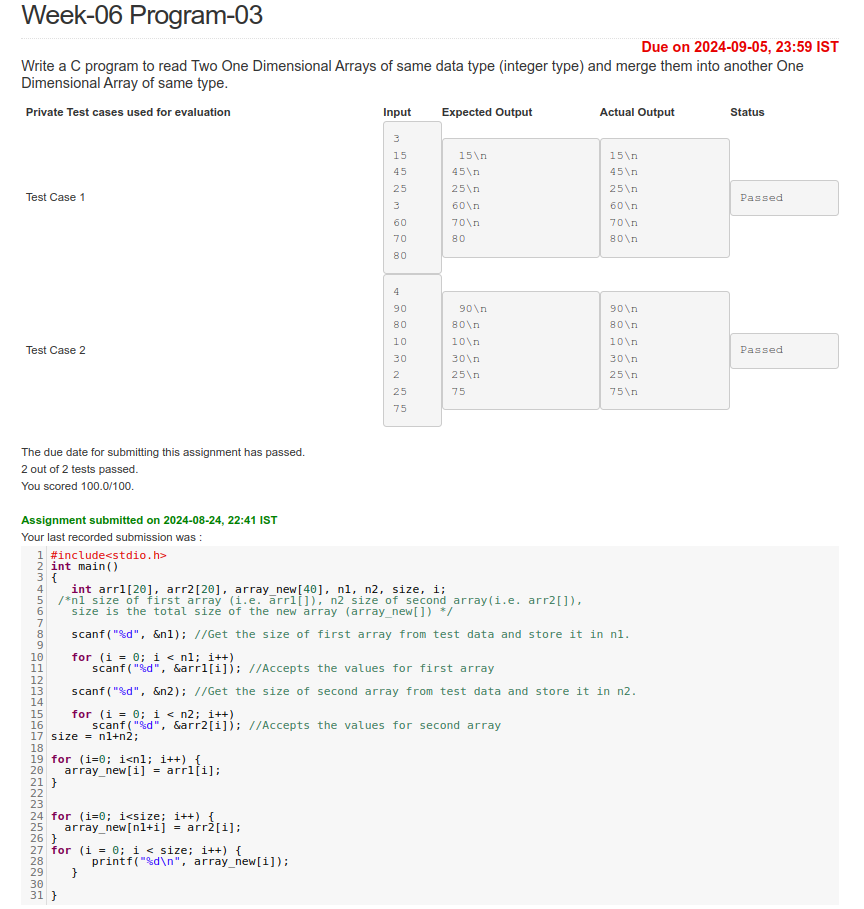 Week-06 Program-03
Due on 2024-09-05, 23:59 IST
Write a C program to read Two One Dimensional Arrays of same data type (integer type) and merge them into another One
Dimensional Array of same type.
Private Test cases used for evaluation Input Expected Output Actual Output Status
Test Case 1
3
15
45
25
3
60
70
80
15\n
45\n
25\n
60\n
70\n
80
15\n
45\n
25\n
60\n
70\n
80\n
Passed
Test Case 2
4
90
80
10
30
2
25
75
90\n
80\n
10\n
30\n
25\n
75
90\n
80\n
10\n
30\n
25\n
75\n
Passed
The due date for submitting this assignment has passed.
2 out of 2 tests passed.
You scored 100.0/100.
Assignment submitted on 2024-08-24, 22:41 IST
Your last recorded submission was :
1 #include<stdio.h>
2 int main()
3 {
4 int arr1[20], arr2[20], array_new[40], n1, n2, size, i;
5 /*n1 size of first array (i.e. arr1[]), n2 size of second array(i.e. arr2[]),
6 size is the total size of the new array (array_new[]) */
7
8 scanf("%d", &n1); //Get the size of first array from test data and store it in n1.
9
10 for (i = 0; i < n1; i++)
11 scanf("%d", &arr1[i]); //Accepts the values for first array
12
13 scanf("%d", &n2); //Get the size of second array from test data and store it in n2.
14
15 for (i = 0; i < n2; i++)
16 scanf("%d", &arr2[i]); //Accepts the values for second array
17 size = n1+n2;
18
19 for (i=0; i<n1; i++) {
20 array_new[i] = arr1[i];
21 }
22
23
24 for (i=0; i<size; i++) {
25 array_new[n1+i] = arr2[i];
26 }
27 for (i = 0; i < size; i++) {
28 printf("%d\n", array_new[i]);
29 }
30
31 }